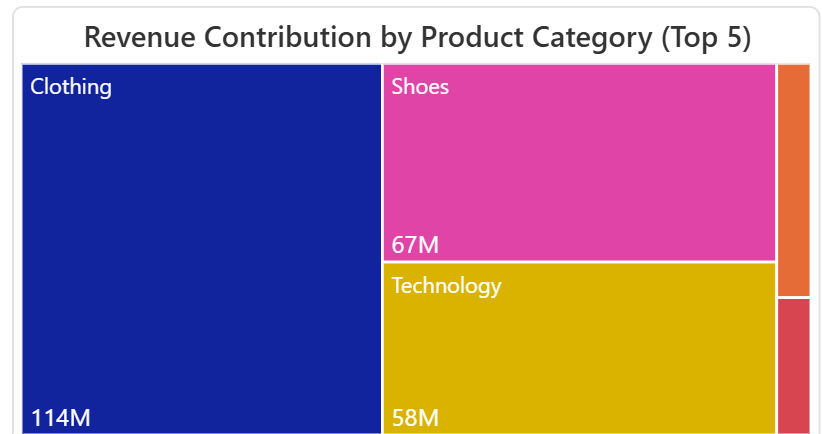 Revenue Contribution by Product Category (Top 5)
Clothing
114M
Shoes
67M
Technology
58M